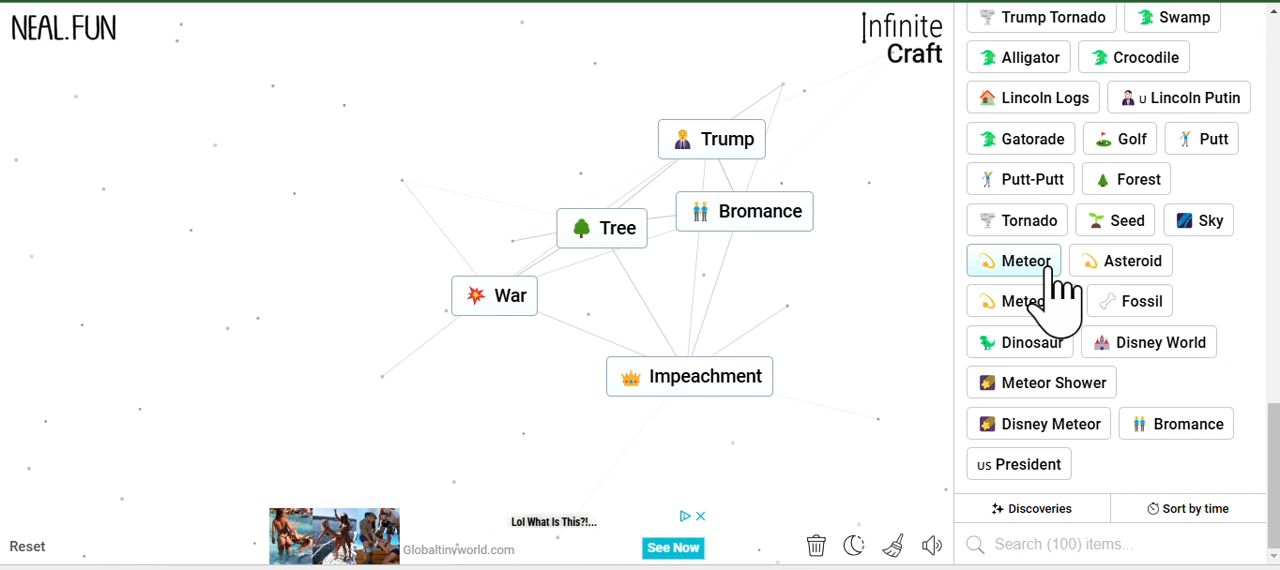 NEAL.FUN
Infinite
Craft
Trump
Bromance
Tree
War
Impeachment
Trump Tornado
Swamp
Alligator
Crocodile
Lincoln Logs
U Lincoln Putin
Gatorade
Golf
Putt
Putt-Putt
Forest
Tornado
Seed
Sky
Meteor
Asteroid
Fossil
Dinosaur
Disney World
Meteor Shower
Disney Meteor
Bromance
US President
Discoveries
Sort by time
Search (100) items...
Reset
Lol What Is This?!...
Globaltinyworld.com
See Now